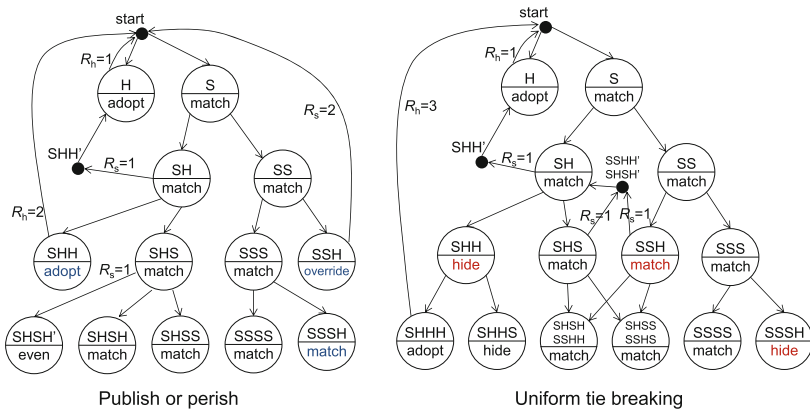 start
R_h=1
H
adopt
S
match
R_s=2
SHH'
R_s=1
SH
match
SS
match
R_h=2
SHH
adopt
R_s=1
SHS
match
SSS
match
SSH
override
SHSH'
even
SHSH
match
SHSS
match
SSSS
match
SSSH
match
Publish or perish
start
R_h=1
H
adopt
S
match
R_h=3
SHH'
R_s=1
SH
match
SSHH'
SHSH'
SS
match
R_s=1
R_s=1
SHH
hide
SHS
match
SSH
match
SSS
match
SHHH
adopt
SHHS
hide
SHSH
SSHH
match
SHSS
SSHS
match
SSSS
match
SSSH
hide
Uniform tie breaking